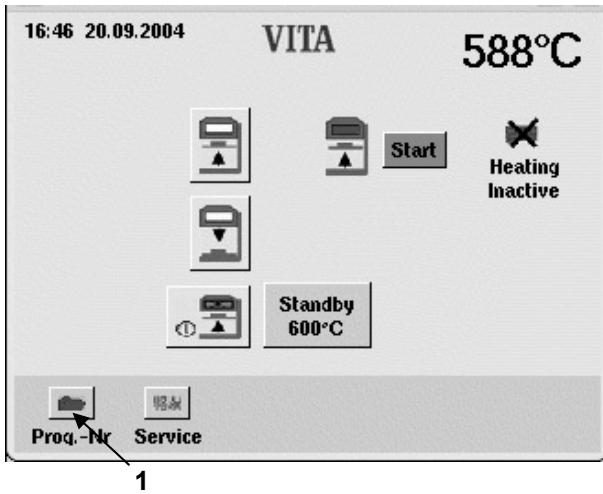 16:46 20.09.2004
VITA
588°C
Start
Heating
Inactive
Standby
600°C
Prog.-Nr
Service
1